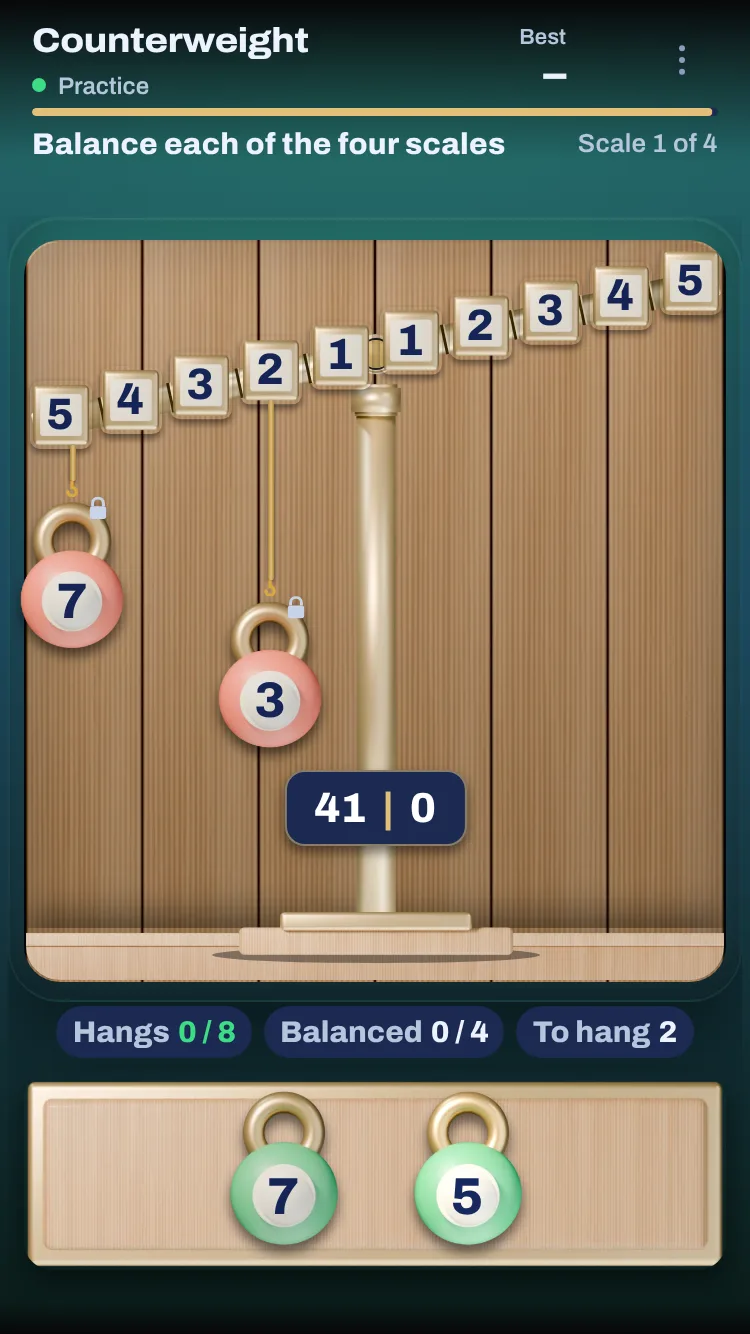 Counterweight
Best
–
Practice
Balance each of the four scales
Scale 1 of 4
5 4 3 2 1 1 2 3 4 5
7
3
41 | 0
Hangs 0 / 8
Balanced 0 / 4
To hang 2
7 5